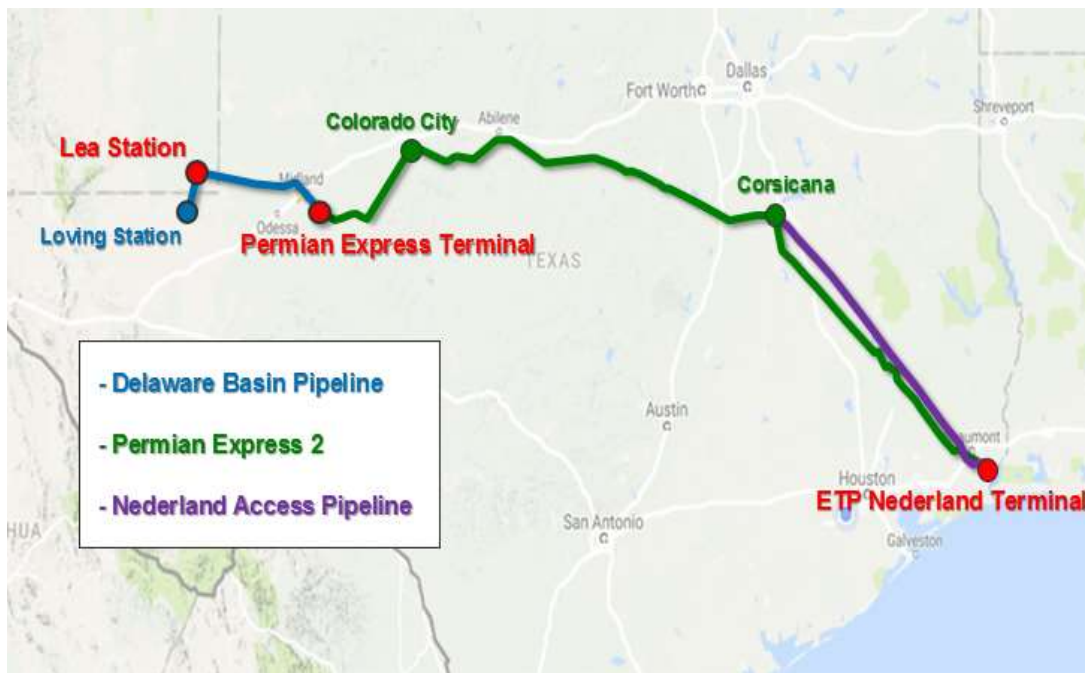 Dallas
Fort Worth
Shreveport
Colorado City
Abilene
Lea Station
Midland
Corsicana
Loving Station
Odessa
Permian Express Terminal
TEXAS
- Delaware Basin Pipeline
- Permian Express 2
- Nederland Access Pipeline
Austin
aumont
Houston
ETP Nederland Terminal
San Antonio
HUA
Galveston